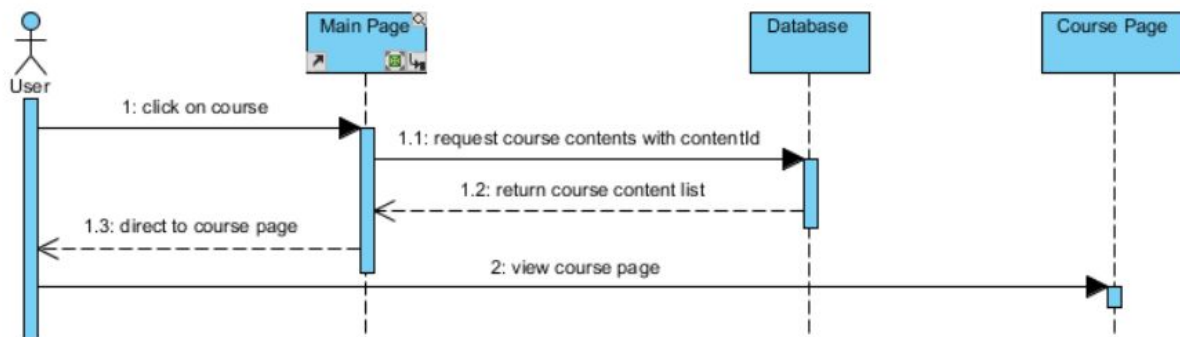 Main Page
Database
Course Page
User
1: click on course
1.1: request course contents with contentId
1.2: return course content list
1.3: direct to course page
2: view course page